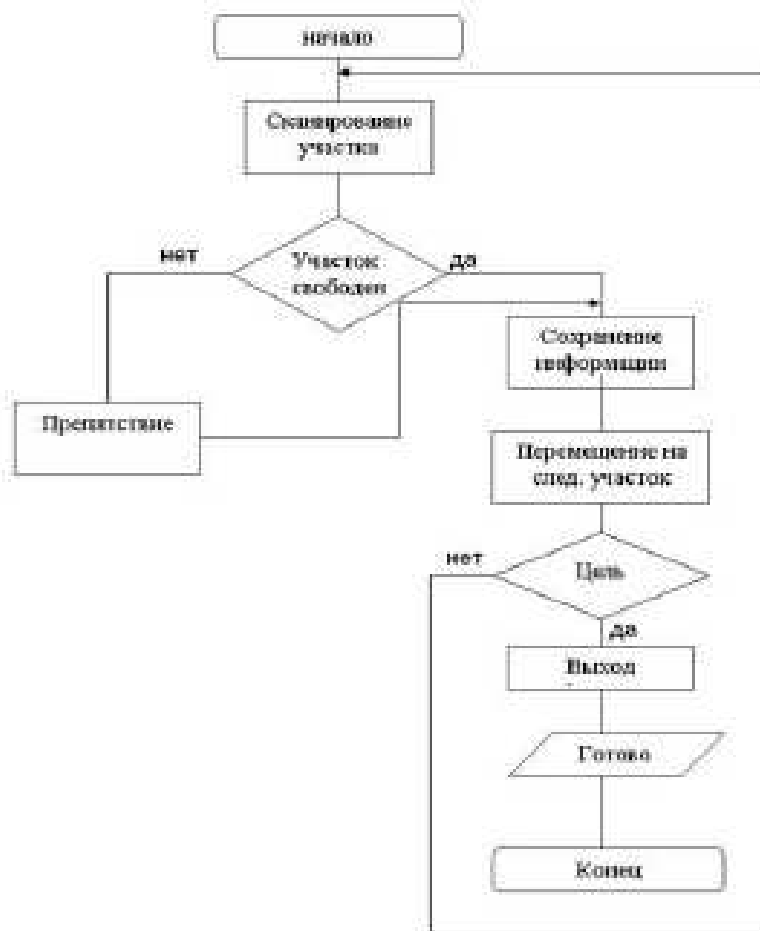 начало
Сканирование
участка
нет
Участок
свободен
да
Сохранение
информации
Препятствие
Перемещение на
след. участок
нет
Цель
да
Выход
Готово
Конец